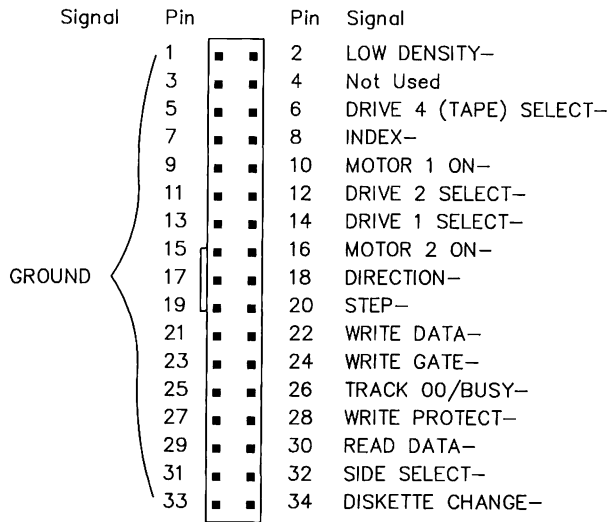 Signal Pin Pin Signal
1 2 LOW DENSITY–
3 4 Not Used
5 6 DRIVE 4 (TAPE) SELECT–
7 8 INDEX–
9 10 MOTOR 1 ON–
11 12 DRIVE 2 SELECT–
13 14 DRIVE 1 SELECT–
15 16 MOTOR 2 ON–
GROUND 17 18 DIRECTION–
19 20 STEP–
21 22 WRITE DATA–
23 24 WRITE GATE–
25 26 TRACK 00/BUSY–
27 28 WRITE PROTECT–
29 30 READ DATA–
31 32 SIDE SELECT–
33 34 DISKETTE CHANGE–